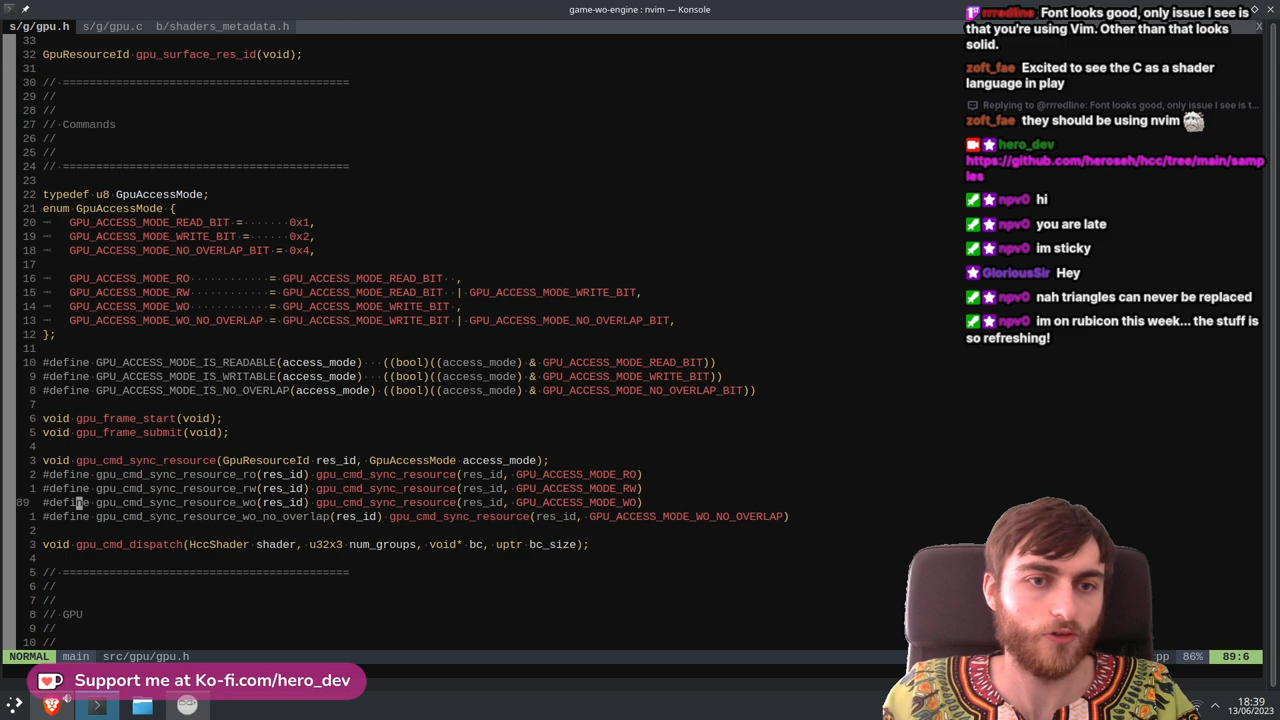 game-wo-engine : nvim — Konsole
s/g/gpu.h s/g/gpu.c b/shaders_metadata.c
33
32 GpuResourceId gpu_surface_res_id(void);
31
30 // ===========================================
29 //
28 //
27 // Commands
26 //
25 //
24 // ===========================================
23
22 typedef u8 GpuAccessMode;
21 enum GpuAccessMode {
20 GPU_ACCESS_MODE_READ_BIT = 0x1,
19 GPU_ACCESS_MODE_WRITE_BIT = 0x2,
18 GPU_ACCESS_MODE_NO_OVERLAP_BIT = 0x4,
17
16 GPU_ACCESS_MODE_RO = GPU_ACCESS_MODE_READ_BIT ,
15 GPU_ACCESS_MODE_RW = GPU_ACCESS_MODE_READ_BIT | GPU_ACCESS_MODE_WRITE_BIT,
14 GPU_ACCESS_MODE_WO = GPU_ACCESS_MODE_WRITE_BIT ,
13 GPU_ACCESS_MODE_WO_NO_OVERLAP = GPU_ACCESS_MODE_WRITE_BIT | GPU_ACCESS_MODE_NO_OVERLAP_BIT,
12 };
11
10 #define GPU_ACCESS_MODE_IS_READABLE(access_mode) ((bool)((access_mode) & GPU_ACCESS_MODE_READ_BIT))
9 #define GPU_ACCESS_MODE_IS_WRITABLE(access_mode) ((bool)((access_mode) & GPU_ACCESS_MODE_WRITE_BIT))
8 #define GPU_ACCESS_MODE_IS_NO_OVERLAP(access_mode) ((bool)((access_mode) & GPU_ACCESS_MODE_NO_OVERLAP_BIT))
7
6 void gpu_frame_start(void);
5 void gpu_frame_submit(void);
4
3 void gpu_cmd_sync_resource(GpuResourceId res_id, GpuAccessMode access_mode);
2 #define gpu_cmd_sync_resource_ro(res_id) gpu_cmd_sync_resource(res_id, GPU_ACCESS_MODE_RO)
1 #define gpu_cmd_sync_resource_rw(res_id) gpu_cmd_sync_resource(res_id, GPU_ACCESS_MODE_RW)
89 #define gpu_cmd_sync_resource_wo(res_id) gpu_cmd_sync_resource(res_id, GPU_ACCESS_MODE_WO)
1 #define gpu_cmd_sync_resource_wo_no_overlap(res_id) gpu_cmd_sync_resource(res_id, GPU_ACCESS_MODE_WO_NO_OVERLAP)
2
3 void gpu_cmd_dispatch(HccShader shader, u32x3 num_groups, void* bc, uptr bc_size);
4
5 // ===========================================
6 //
7 //
8 // GPU
9 //
10 //
NORMAL main src/gpu/gpu.h pp 86% 89:6
Support me at Ko-fi.com/hero_dev
18:39
13/06/2023
rrredline Font looks good, only issue I see is
that you're using Vim. Other than that looks
solid.
zoft_fae Excited to see the C as a shader
language in play
Replying to @rrredline: Font looks good, only issue I see is t...
zoft_fae they should be using nvim
hero_dev
https://github.com/heroseh/hcc/tree/main/samp
les
npv0 hi
npv0 you are late
npv0 im sticky
GloriousSir Hey
npv0 nah triangles can never be replaced
npv0 im on rubicon this week... the stuff is
so refreshing!